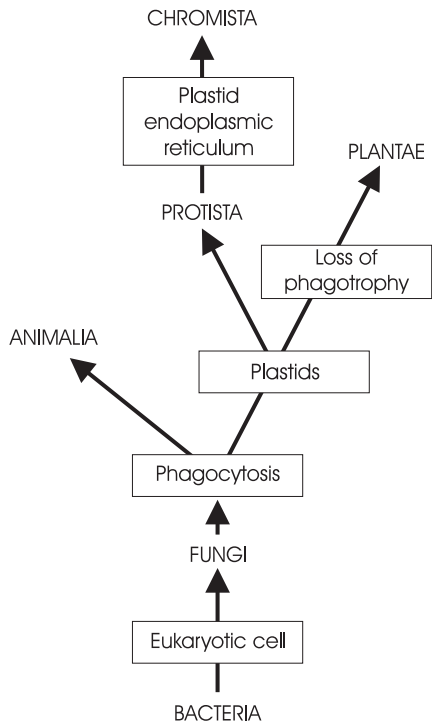 CHROMISTA
Plastid
endoplasmic
reticulum
PLANTAE
PROTISTA
Loss of
phagotrophy
ANIMALIA
Plastids
Phagocytosis
FUNGI
Eukaryotic cell
BACTERIA